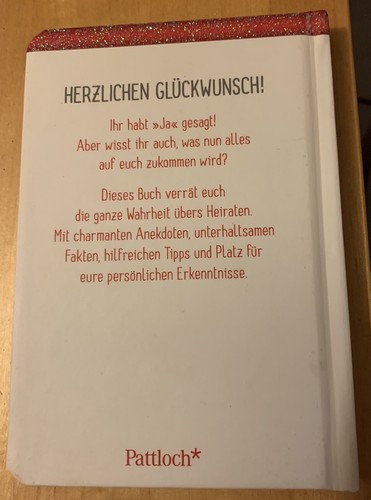 HERZLICHEN GLÜCKWUNSCH!
Ihr habt »Ja« gesagt!
Aber wisst ihr auch, was nun alles
auf euch zukommen wird?
Dieses Buch verrät euch
die ganze Wahrheit übers Heiraten.
Mit charmanten Anekdoten, unterhaltsamen
Fakten, hilfreichen Tipps und Platz für
eure persönlichen Erkenntnisse.
Pattloch*